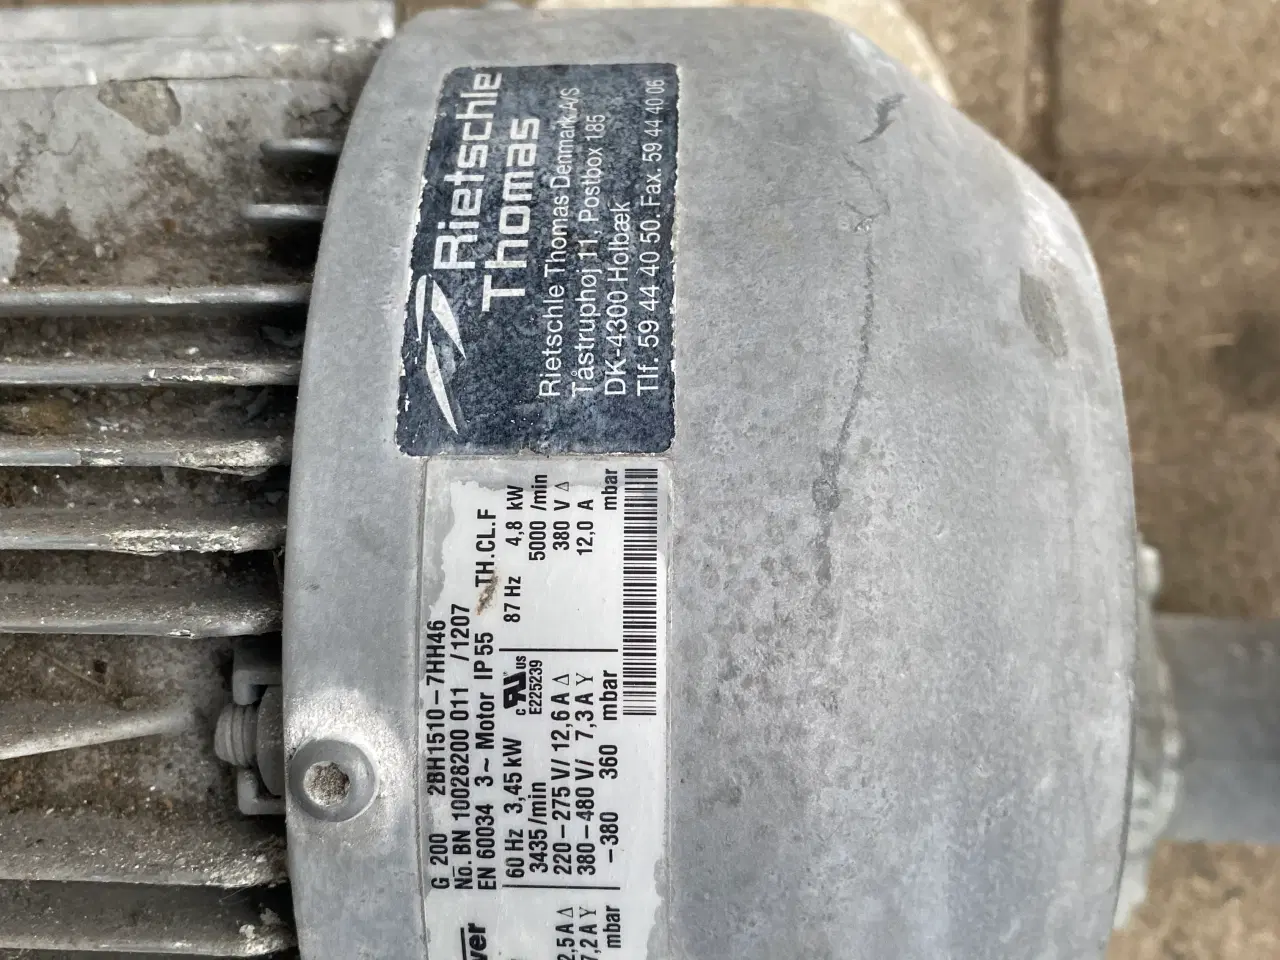 Rietschle
Thomas
Rietschle Thomas Denmark A/S
Tåstruphøj 11, Postbox 185
DK-4300 Holbæk
Tlf. 59 44 40 50. Fax. 59 44 40 06
G 200 2BH1510-7HH46
No. BN 10028200 011 /1207
EN 60034 3~ Motor IP 55 TH.CL.F
60 Hz 3,45 kW
3435 /min
220-275 V/ 12,6 A △
380-480 V/ 7,3 A Y
-380 360 mbar
c us
E225239
87 Hz 4,8 kW
5000 /min
380 V △
12,0 A
mbar
2,5 A △
7,2 A Y
mbar